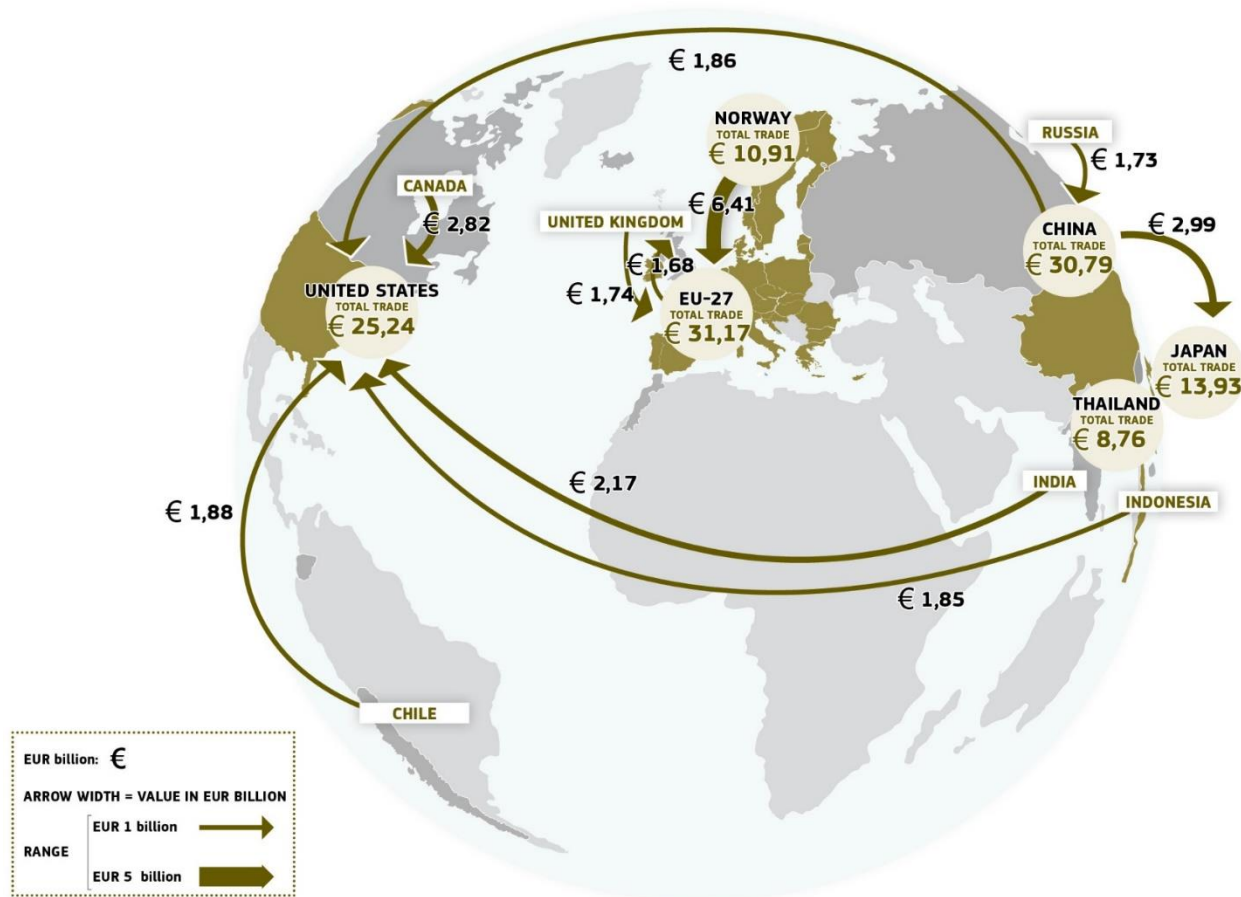 € 1,86
NORWAY
TOTAL TRADE
€ 10,91
RUSSIA
€ 1,73
CANADA
€ 2,82
€ 6,41
UNITED KINGDOM
€ 1,68
€ 1,74
CHINA
TOTAL TRADE
€ 30,79
€ 2,99
UNITED STATES
TOTAL TRADE
€ 25,24
EU-27
TOTAL TRADE
€ 31,17
JAPAN
TOTAL TRADE
€ 13,93
THAILAND
TOTAL TRADE
€ 8,76
€ 2,17
INDIA
INDONESIA
€ 1,88
€ 1,85
CHILE
EUR billion: €
ARROW WIDTH = VALUE IN EUR BILLION
RANGE
EUR 1 billion
EUR 5 billion